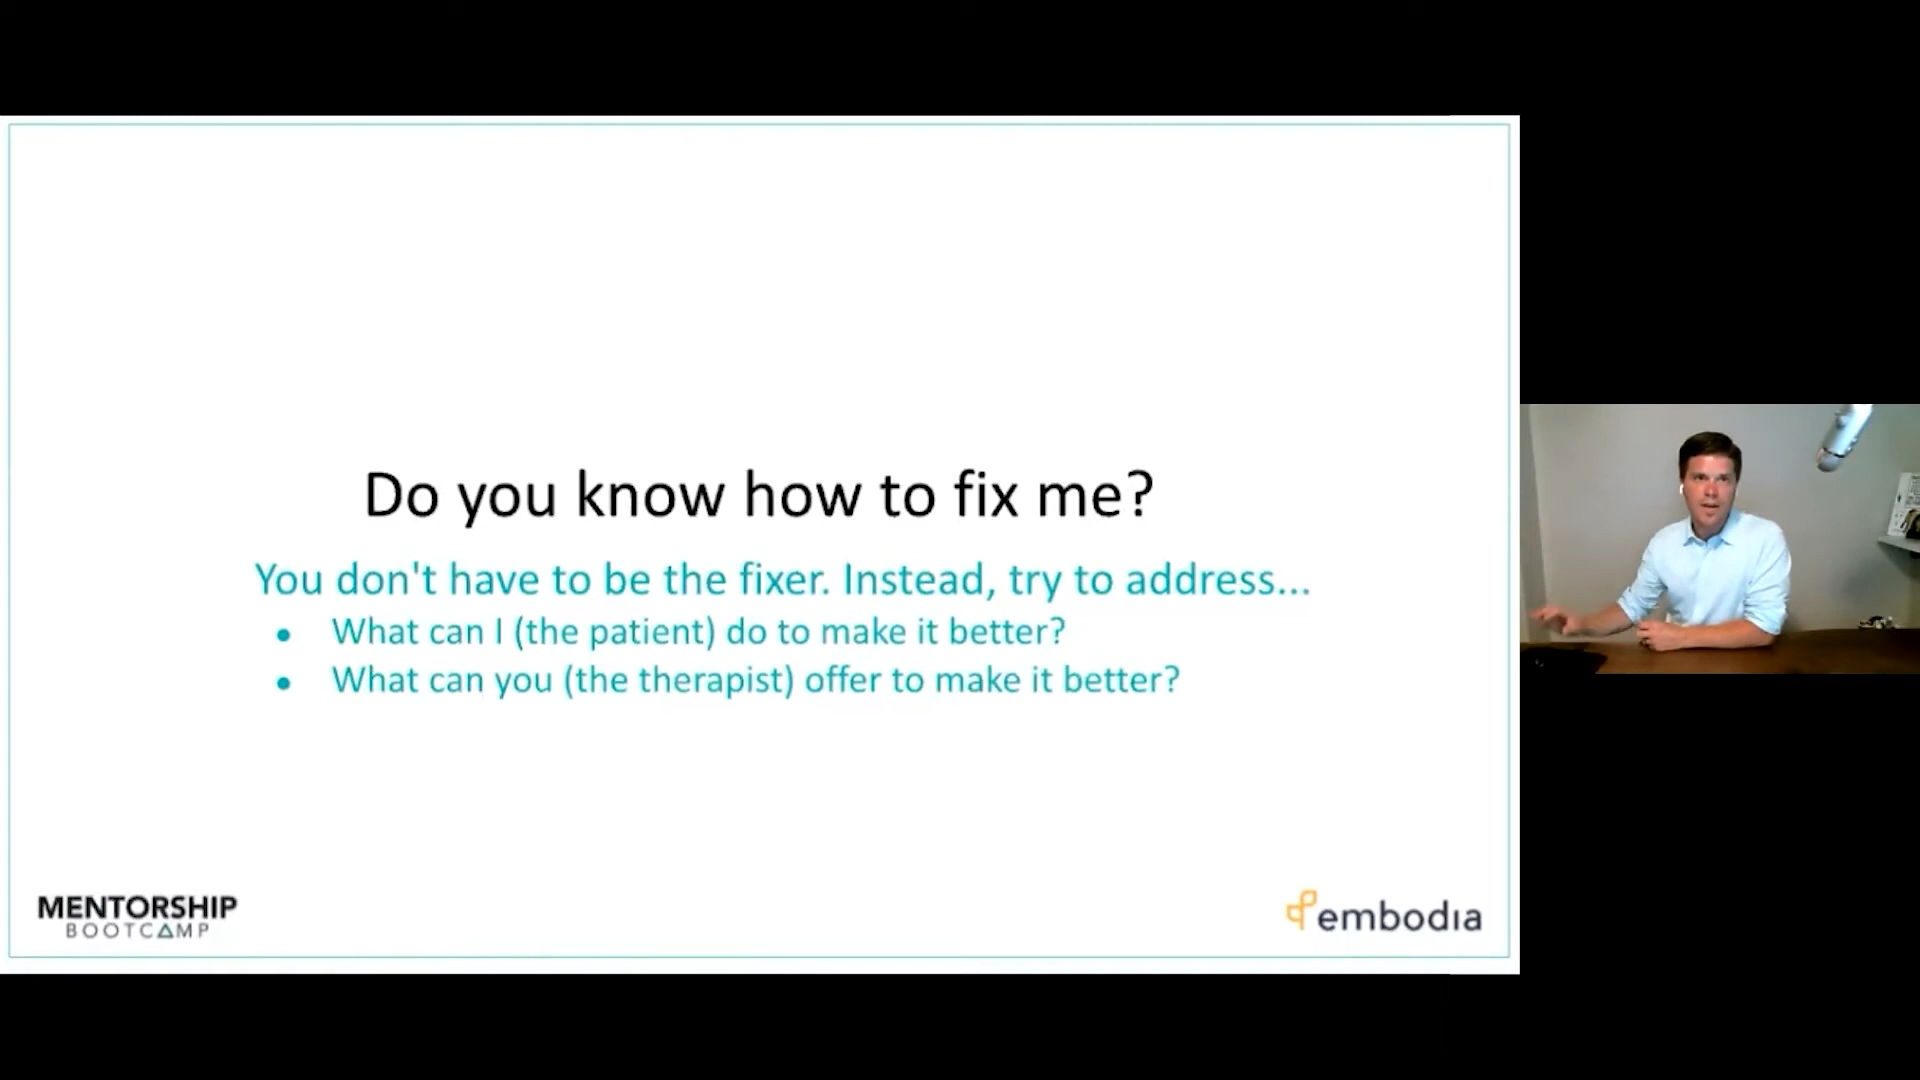 Do you know how to fix me?
You don't have to be the fixer. Instead, try to address...
• What can I (the patient) do to make it better?
• What can you (the therapist) offer to make it better?
MENTORSHIP
BOOTCAMP
embodia